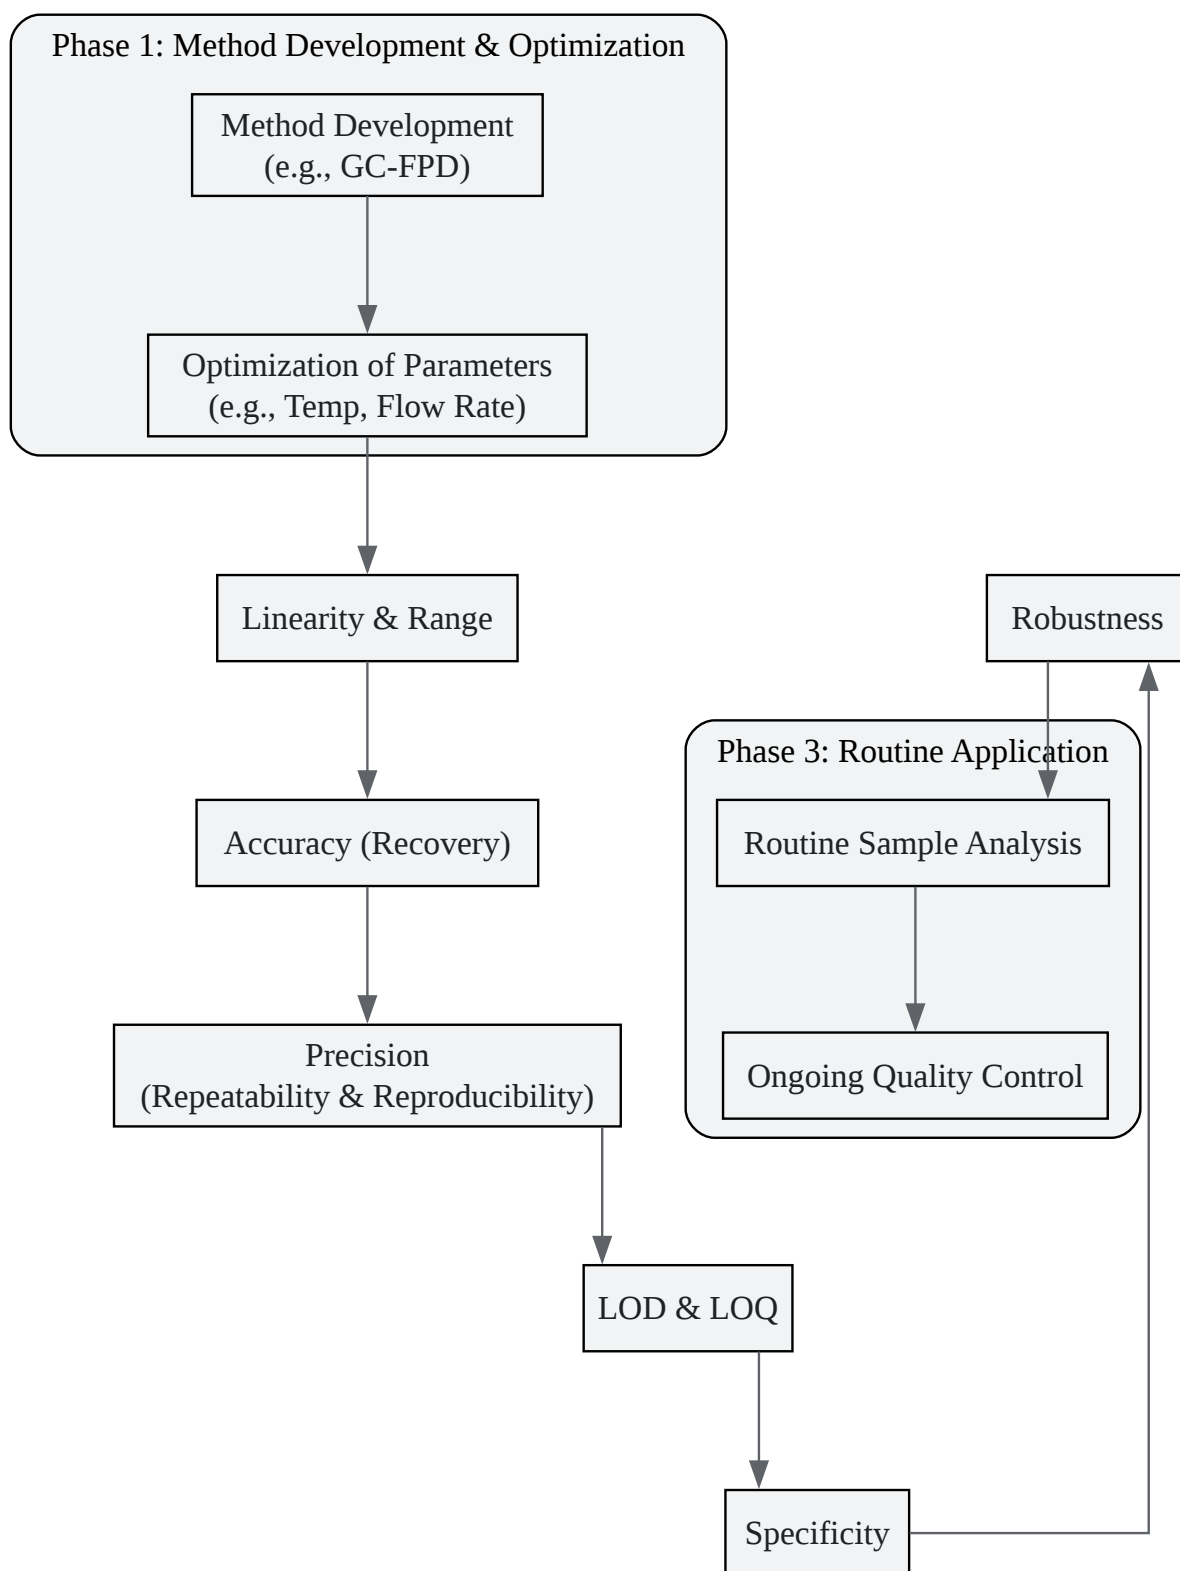 Phase 1: Method Development & Optimization
Method Development
(e.g., GC-FPD)
Optimization of Parameters
(e.g., Temp, Flow Rate)
Linearity & Range
Robustness
Phase 3: Routine Application
Accuracy (Recovery)
Routine Sample Analysis
Precision
(Repeatability & Reproducibility)
Ongoing Quality Control
LOD & LOQ
Specificity